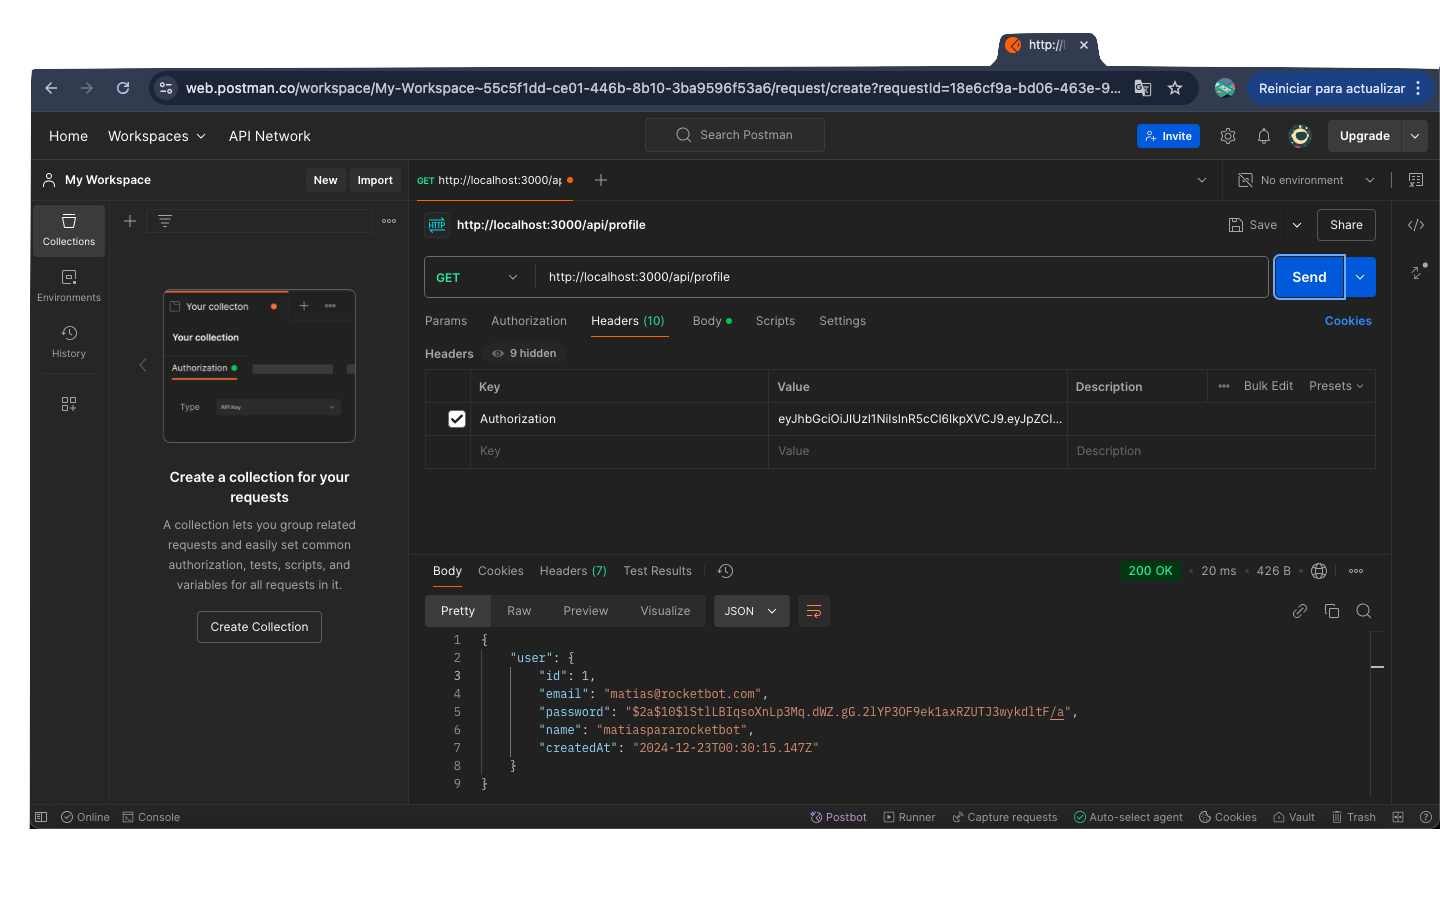 http://l
web.postman.co/workspace/My-Workspace~55c5f1dd-ce01-446b-8b10-3ba9596f53a6/request/create?requestId=18e6cf9a-bd06-463e-9...
Reiniciar para actualizar
Home
Workspaces
API Network
Search Postman
Invite
Upgrade
My Workspace
New
Import
GET http://localhost:3000/ap
No environment
Collections
Environments
History
HTTP
http://localhost:3000/api/profile
Save
Share
GET
http://localhost:3000/api/profile
Send
Params
Authorization
Headers (10)
Body
Scripts
Settings
Cookies
Headers
9 hidden
Key
Value
Description
Bulk Edit
Presets
Authorization
eyJhbGciOiJIUzI1NiIsInR5cCI6IkpXVCJ9.eyJpZCI...
Key
Value
Description
Your collecton
Your collection
Authorization
Type
API Key
Create a collection for your
requests
A collection lets you group related
requests and easily set common
authorization, tests, scripts, and
variables for all requests in it.
Create Collection
Body
Cookies
Headers (7)
Test Results
200 OK
20 ms
426 B
Pretty
Raw
Preview
Visualize
JSON
1 {
2 "user": {
3 "id": 1,
4 "email": "matias@rocketbot.com",
5 "password": "$2a$10$lStlLBIqsoXnLp3Mq.dWZ.gG.2lYP3OF9ek1axRZUTJ3wykdltF/a",
6 "name": "matiaspararocketbot",
7 "createdAt": "2024-12-23T00:30:15.147Z"
8 }
9 }
Online
Console
Postbot
Runner
Capture requests
Auto-select agent
Cookies
Vault
Trash